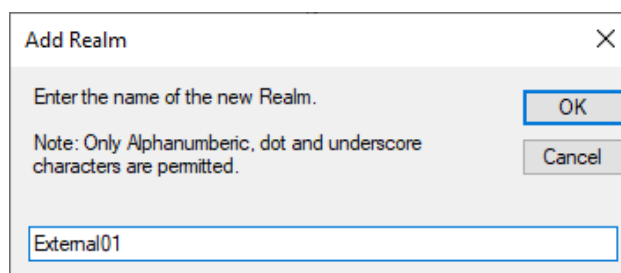 Add Realm
Enter the name of the new Realm.
OK
Note: Only Alphanumberic, dot and underscore
characters are permitted.
Cancel
External01